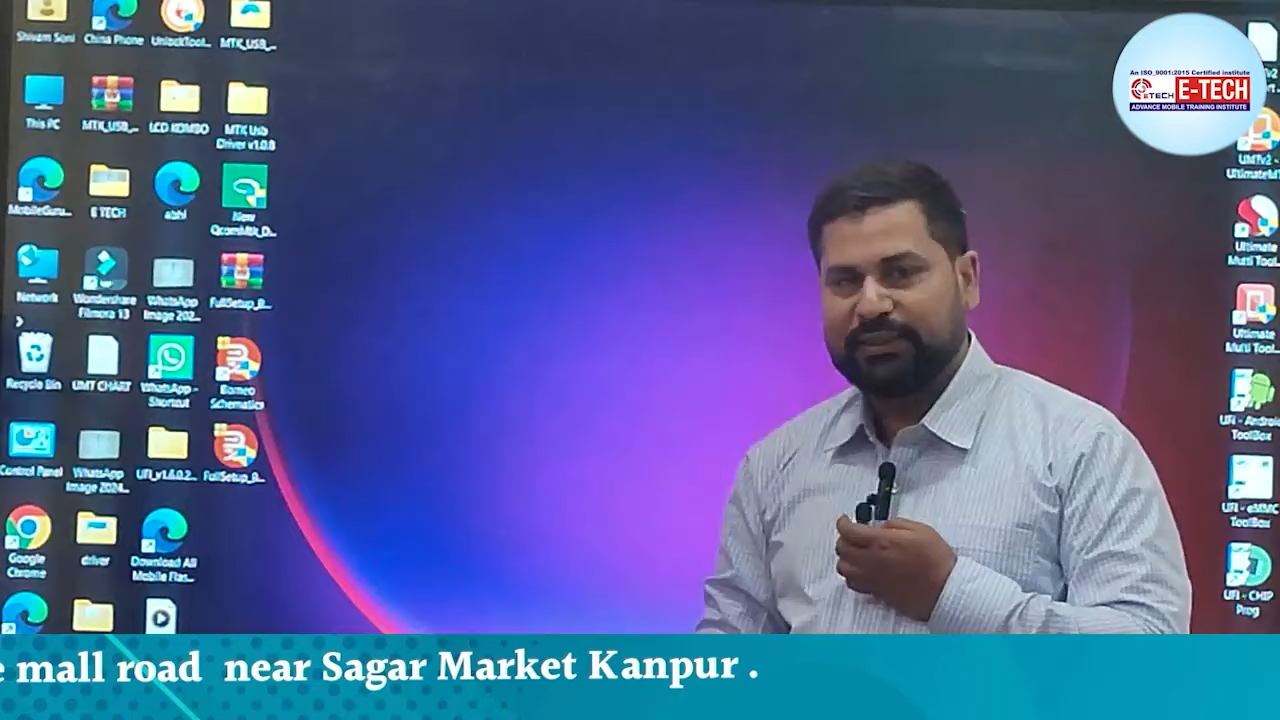 Shivam Soni
China Phone
UnlockTool...
MTK_USB_...
This PC
MTK_USB_...
LCD KOMBO
MTK Usb
Driver v1.0.8
E TECH
abhi
New
Network
Wondershare
Filmora 13
WhatsApp
Image 202...
FullSetup_B...
Recycle Bin
UMT CHART
WhatsApp -
Shortcut
Borneo
Schematics
Control Panel
WhatsApp
Image 2024...
UFI_v1.6.0.2...
FullSetup_B...
Google
Chrome
driver
Download All
Mobile Flas...
An ISO_9001:2015 Certified institute
ETECH
E-TECH
ADVANCE MOBILE TRAINING INSTITUTE
UMTv2 -
UltimateM
Ultimate
Multi Tool...
Ultimate
Multi Tool...
UFI - Androi
ToolBox
UFI - eMMC
ToolBox
UFI - CHIP
Prog
e mall road near Sagar Market Kanpur .